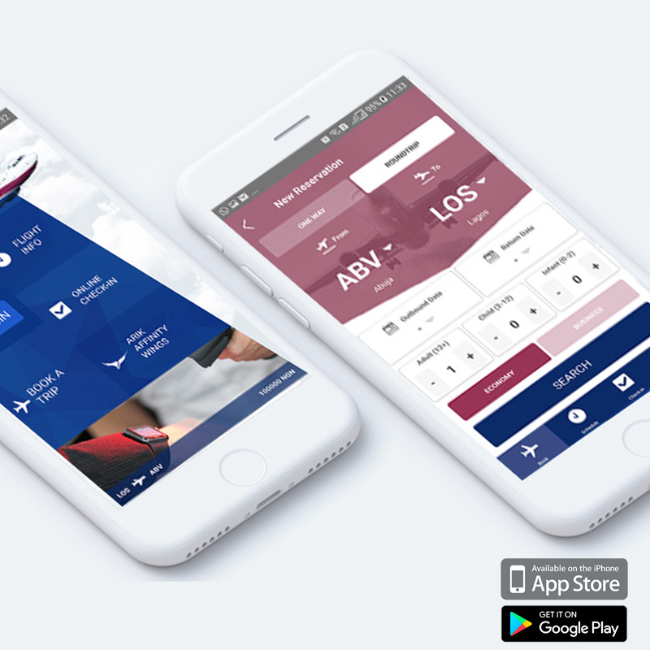 FLIGHT
INFO
ONLINE
CHECK-IN
BOOK A
TRIP
ARIK
AFFINITY
WINGS
LOS ABV
100000 NGN
95% 11:33
New Reservation
ONE WAY
ROUNDTRIP
From
To
ABV
LOS
Abuja
Lagos
Outbound Date
Return Date
Adult (12+)
Child (2-12)
Infant (0-2)
- 1 +
- 0 +
- 0 +
ECONOMY
BUSINESS
SEARCH
Book
Schedule
Check-in
Available on the iPhone
App Store
GET IT ON
Google Play